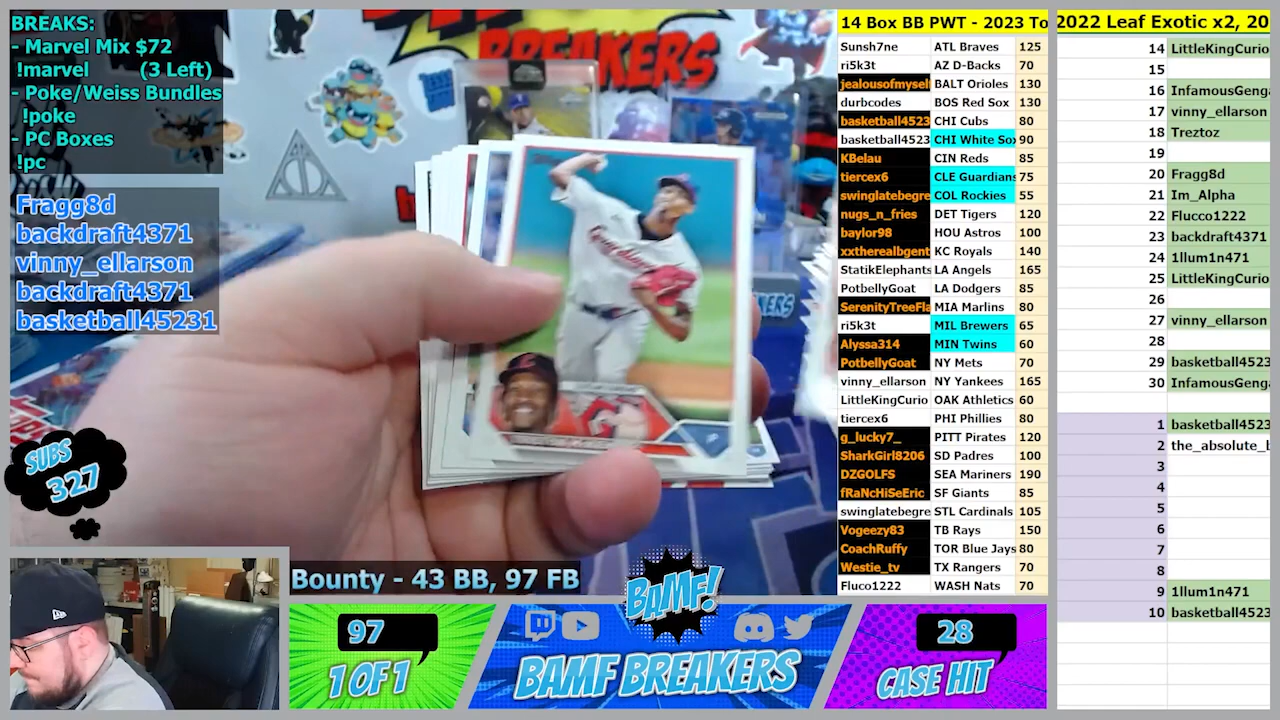 BREAKS:
- Marvel Mix $72
!marvel (3 Left)
- Poke/Weiss Bundles
!poke
- PC Boxes
!pc
Fragg8d
backdraft4371
vinny_ellarson
backdraft4371
basketball45231
SUBS
327
BREAKERS
Bounty - 43 BB, 97 FB
BAMF!
97
1 OF 1
BAMF BREAKERS
28
CASE HIT
14 Box BB PWT - 2023 To
Sunsh7ne ATL Braves 125
ri5k3t AZ D-Backs 70
jealousofmysel BALT Orioles 130
durbcodes BOS Red Sox 130
basketball4523 CHI Cubs 80
basketball4523 CHI White Sox 90
KBelau CIN Reds 85
tiercex6 CLE Guardians 75
swinglatebegre COL Rockies 55
nugs_n_fries DET Tigers 120
baylor98 HOU Astros 100
xxtherealbgent KC Royals 140
StatikElephants LA Angels 165
PotbellyGoat LA Dodgers 85
SerenityTreeFla MIA Marlins 80
ri5k3t MIL Brewers 65
Alyssa314 MIN Twins 60
PotbellyGoat NY Mets 70
vinny_ellarson NY Yankees 165
LittleKingCurio OAK Athletics 60
tiercex6 PHI Phillies 80
g_lucky7_ PITT Pirates 120
SharkGirl8206 SD Padres 100
DZGOLFS SEA Mariners 190
fRaNcHiSeEric SF Giants 85
swinglatebegre STL Cardinals 105
Vogeezy83 TB Rays 150
CoachRuffy TOR Blue Jays 80
Westie_tv TX Rangers 70
Fluco1222 WASH Nats 70
2022 Leaf Exotic x2, 20
14 LittleKingCurio
15
16 InfamousGenga
17 vinny_ellarson
18 Treztoz
19
20 Fragg8d
21 Im_Alpha
22 Flucco1222
23 backdraft4371
24 1llum1n471
25 LittleKingCurio
26
27 vinny_ellarson
28
29 basketball4523
30 InfamousGenga
1 basketball4523
2 the_absolute_b
3
4
5
6
7
8
9 1llum1n471
10 basketball4523